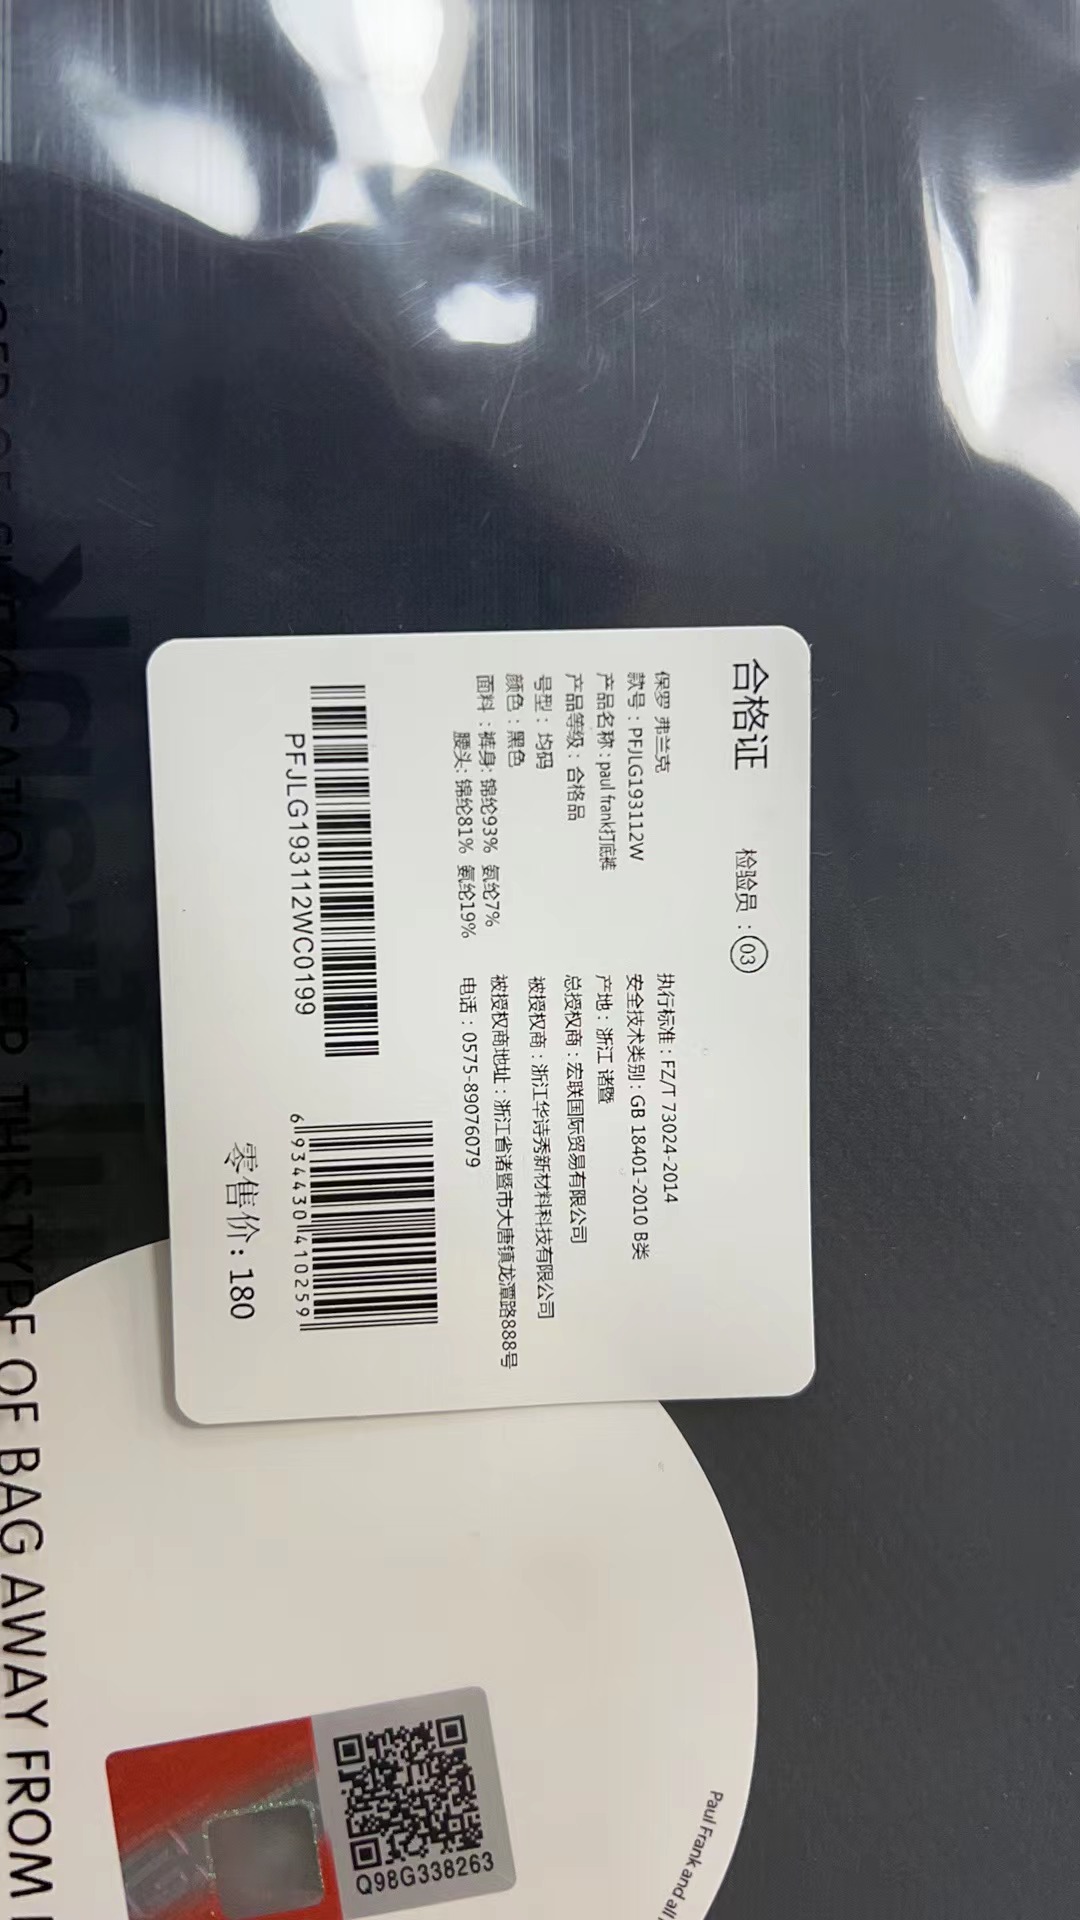 合格证
检验员：03
保罗 弗兰克
款号：PFJLG193112W
产品名称：paul frank打底裤
产品等级：合格品
号型：均码
颜色：黑色
面料：裤身：锦纶93% 氨纶7%
腰头：锦纶81% 氨纶19%
执行标准：FZ/T 73024-2014
安全技术类别：GB 18401-2010 B类
产地：浙江 诸暨
总授权商：宏联国际贸易有限公司
被授权商：浙江华诗秀新材料科技有限公司
被授权商地址：浙江省诸暨市大唐镇龙潭路888号
电话：0575-89076079
PFJLG193112WC0199
6934430410259
零售价：180
KEEP THIS TYPE OF BAG AWAY FROM
Q98G338263
Paul Frank and all